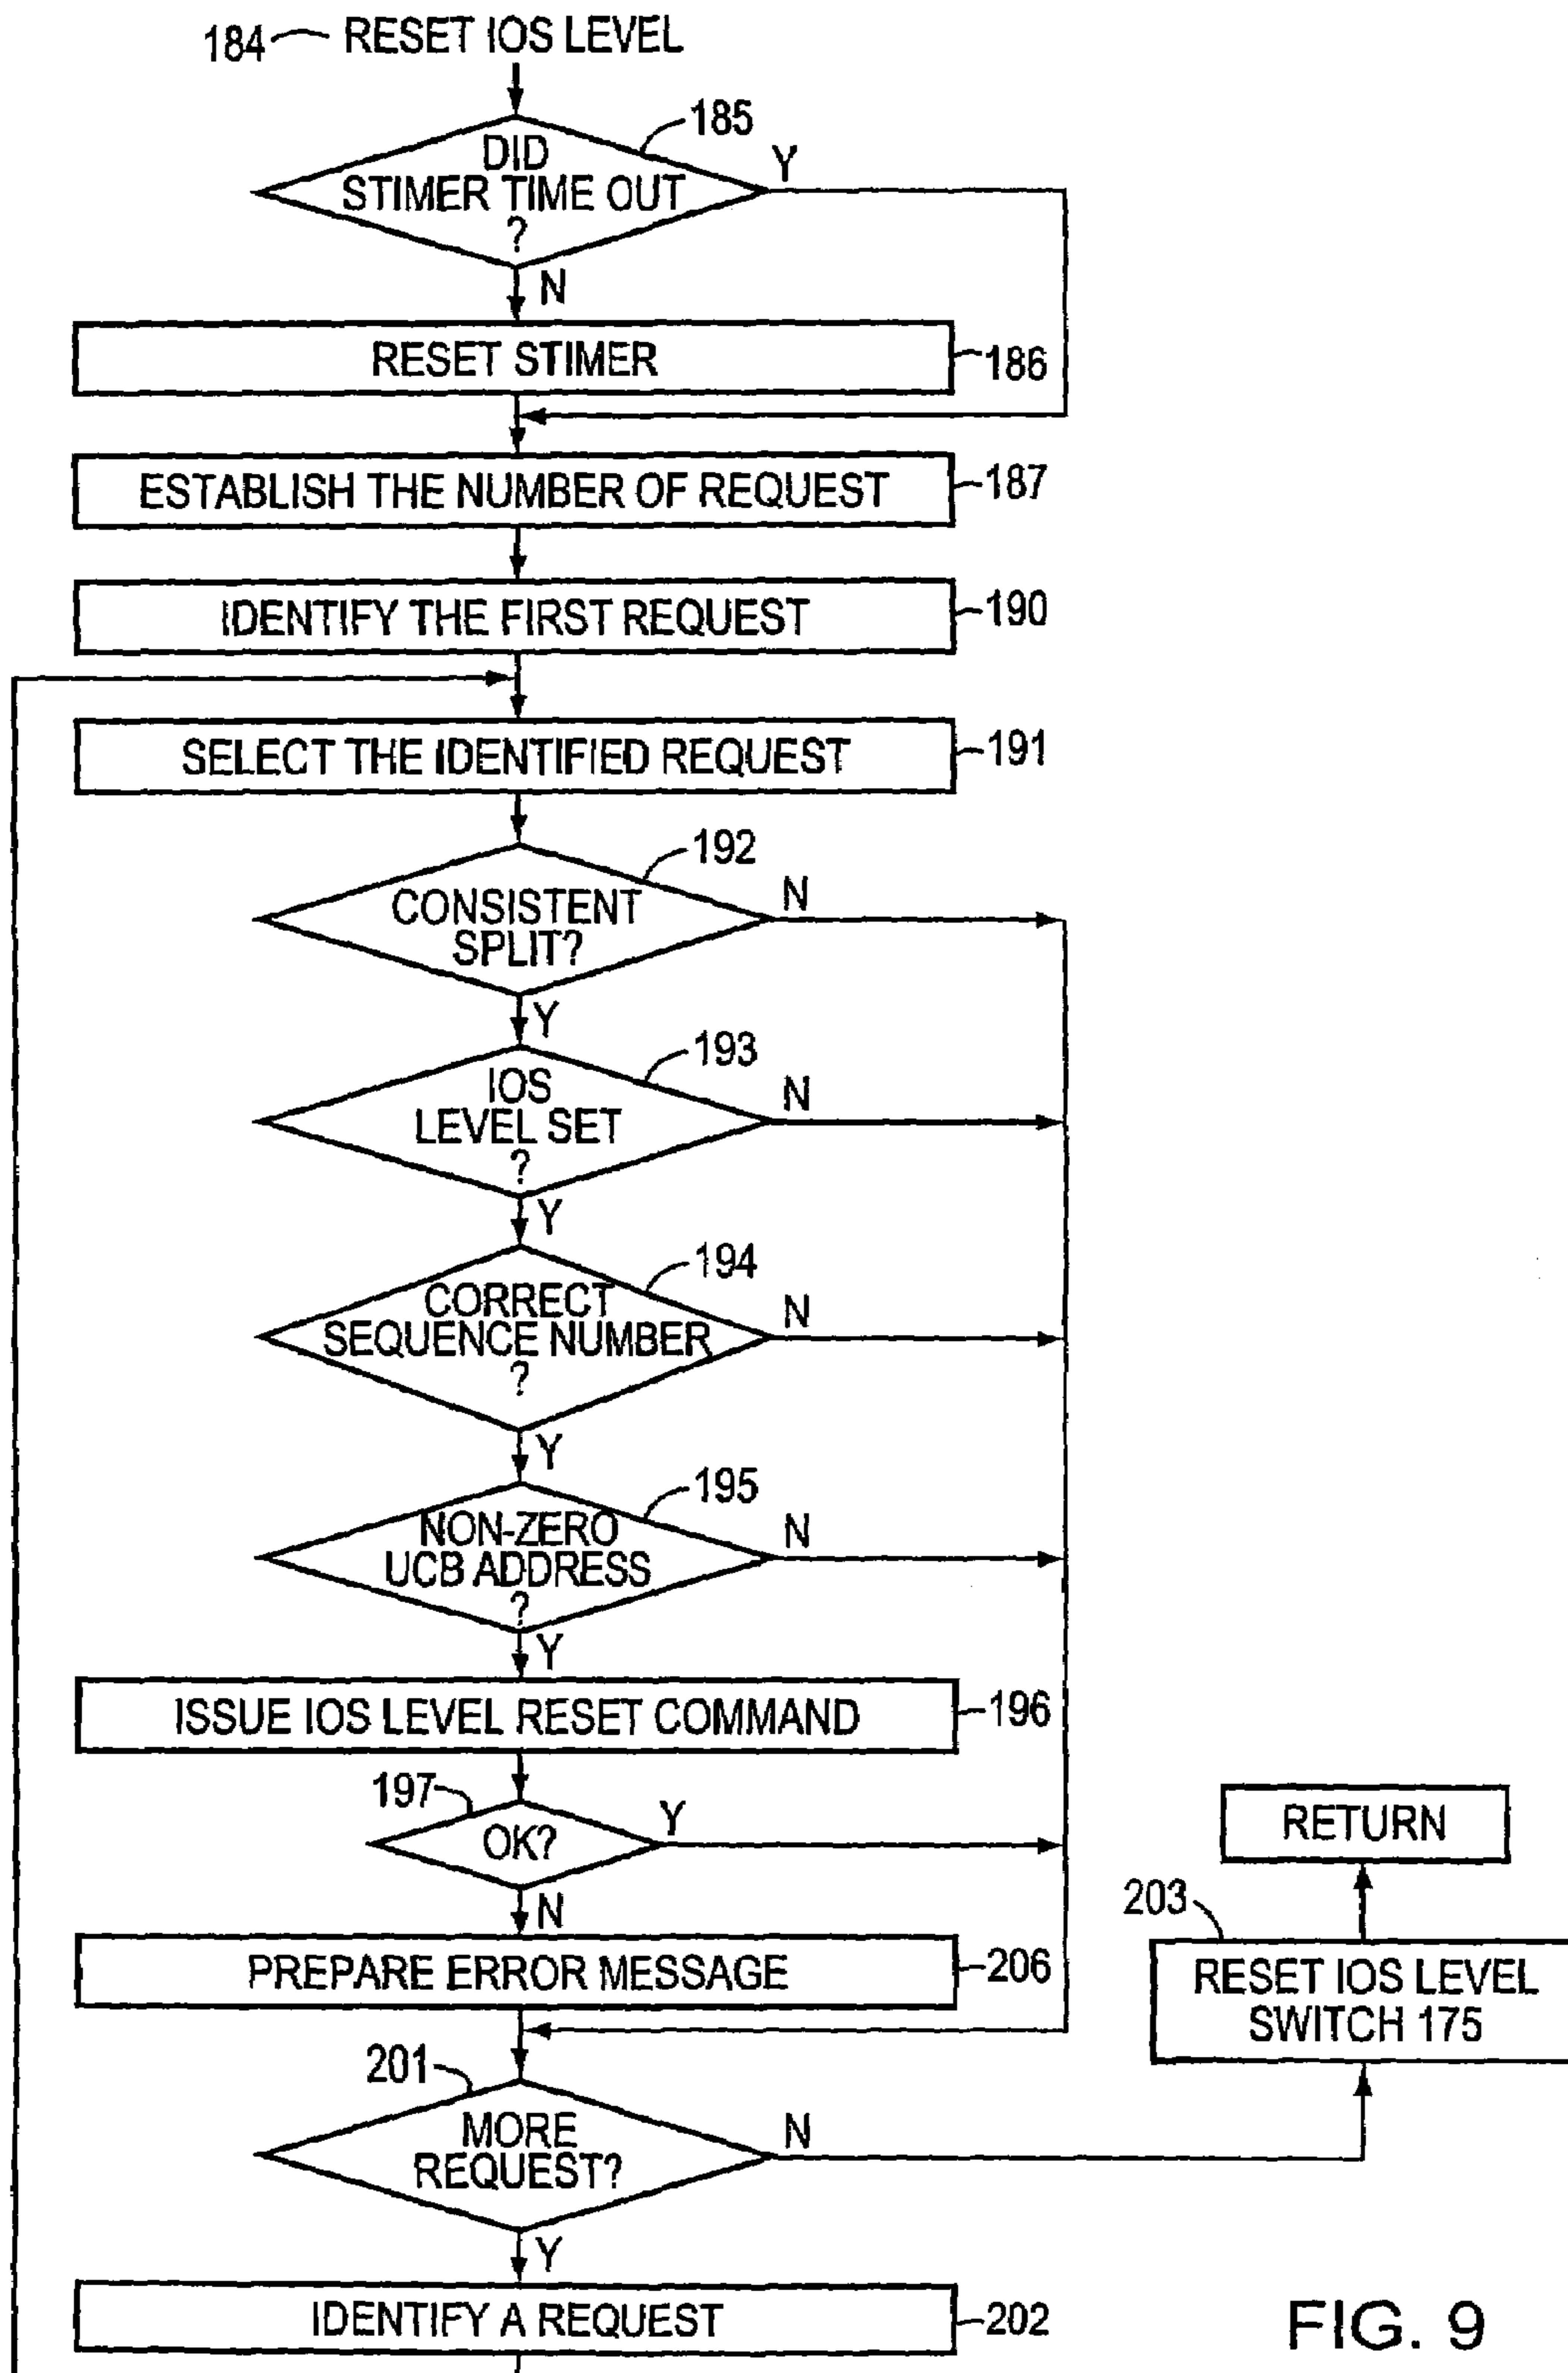 184 RESET IOS LEVEL
185
DID
STIMER TIME OUT
?
Y
N
RESET STIMER
186
ESTABLISH THE NUMBER OF REQUEST
187
IDENTIFY THE FIRST REQUEST
190
SELECT THE IDENTIFIED REQUEST
191
192
CONSISTENT
SPLIT?
N
Y
193
IOS
LEVEL SET
?
N
Y
194
CORRECT
SEQUENCE NUMBER
?
N
Y
195
NON-ZERO
UCB ADDRESS
?
N
Y
ISSUE IOS LEVEL RESET COMMAND
196
197
OK?
Y
N
PREPARE ERROR MESSAGE
206
201
MORE
REQUEST?
N
Y
IDENTIFY A REQUEST
202
RETURN
203
RESET IOS LEVEL
SWITCH 175
FIG. 9